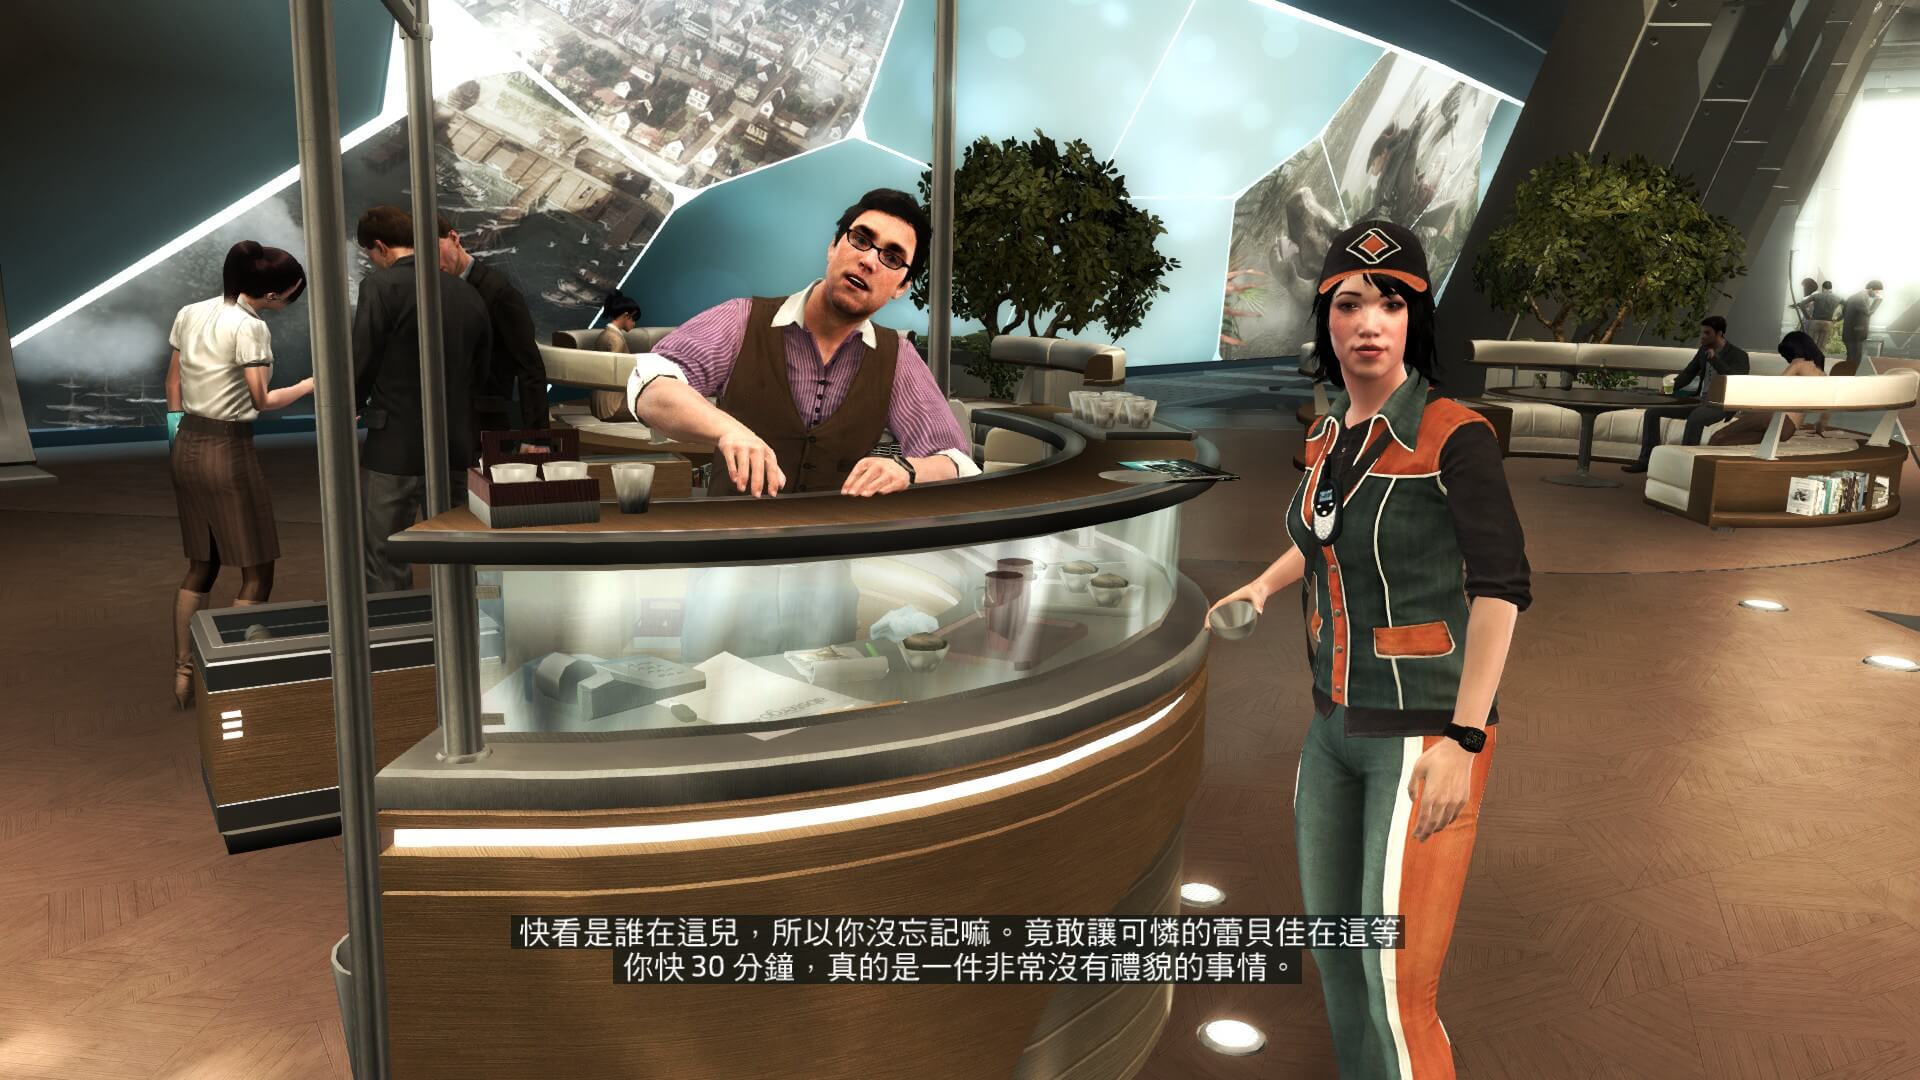 快看是誰在這兒，所以你沒忘記嘛。竟敢讓可憐的蕾貝佳在這等
你快 30 分鐘，真的是一件非常沒有禮貌的事情。